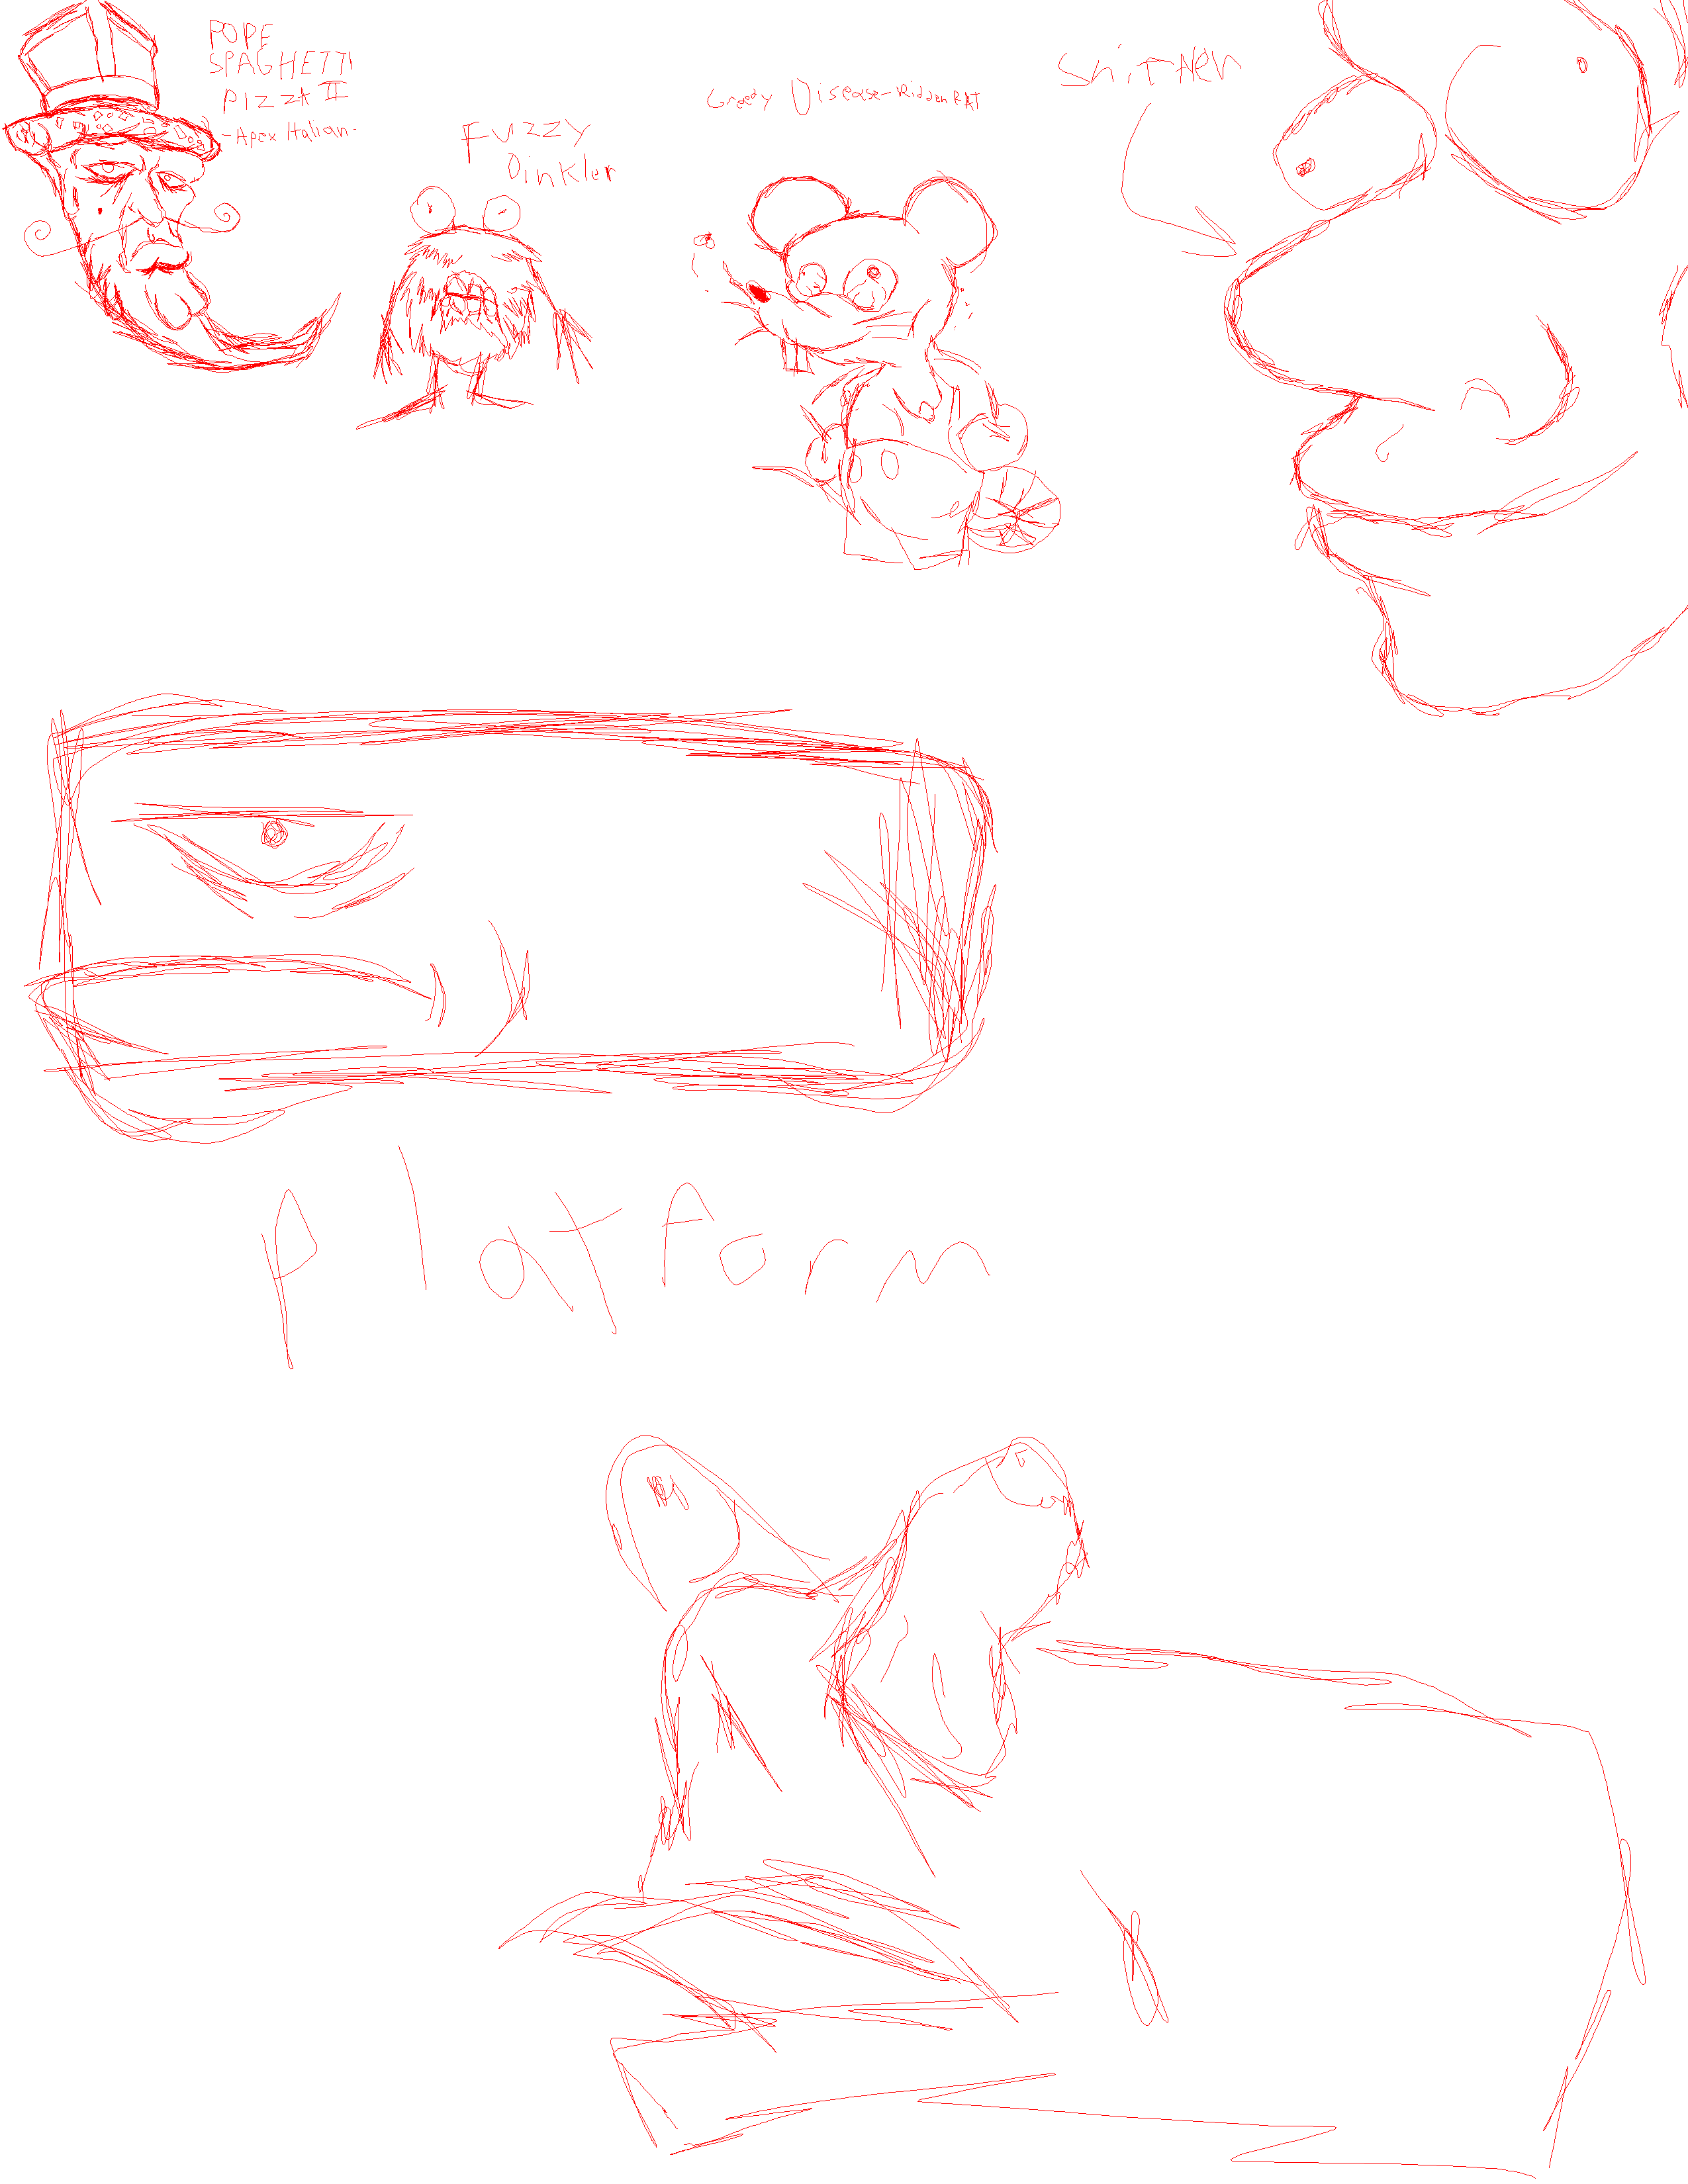 POPE
SPAGHETTI
PIZZA II
-Apex Italian-
FUZZY
Dinkler
Greedy Disease-Ridden RAT
Shitter
Platform